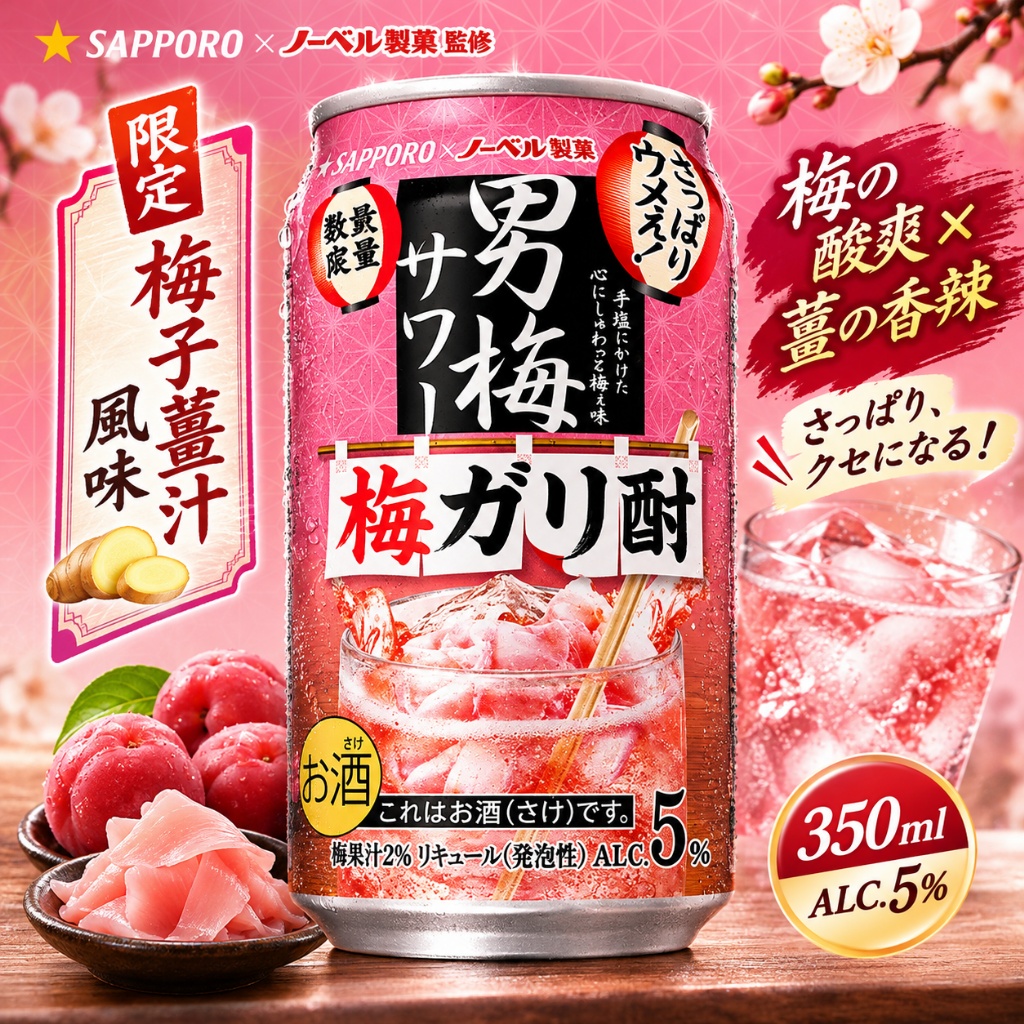 SAPPORO × ノーベル製菓 監修
限定
梅子薑汁
風味
SAPPORO × ノーベル製菓
数量
限定
さっぱり
ウメえ!
男梅
サワー
手塩にかけた
心にしゅわっと梅え味
梅ガリ酎
梅の
酸爽×
薑の香辣
さっぱり、
クセになる!
さけ
お酒
これはお酒(さけ)です。
梅果汁2% リキュール(発泡性) ALC.5%
350ml
ALC.5%